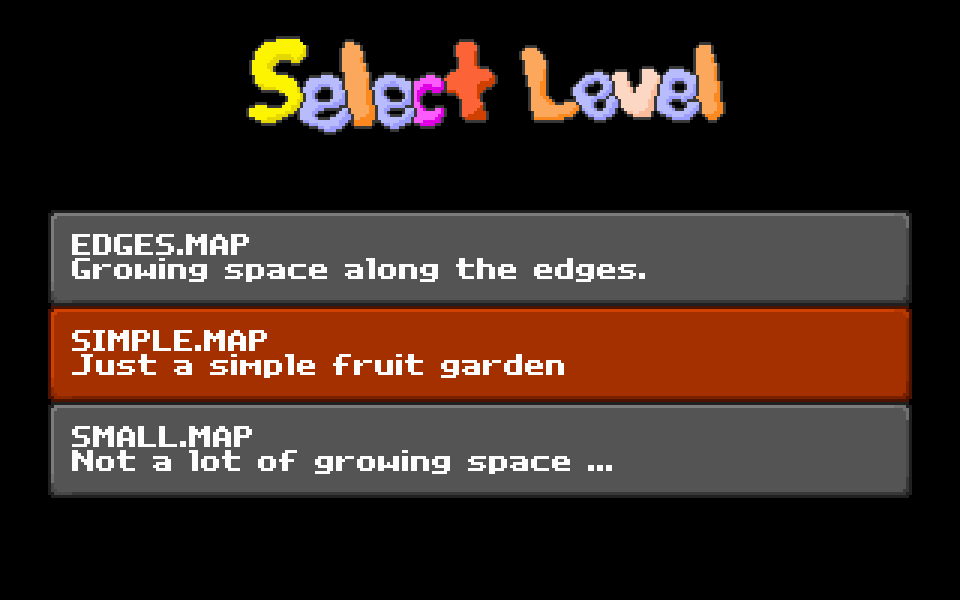 Select Level
EDGES.MAP
Growing space along the edges.
SIMPLE.MAP
Just a simple fruit garden
SMALL.MAP
Not a lot of growing space ...